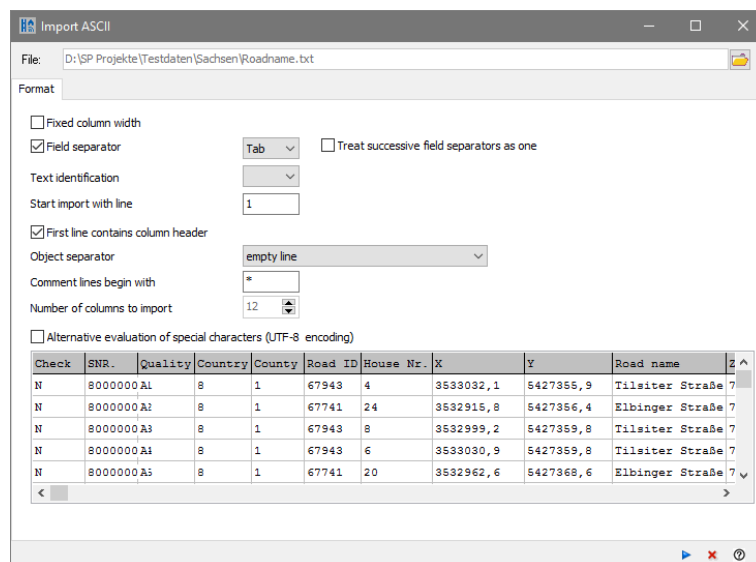 Import ASCII
File: D:\SP Projekte\Testdaten\Sachsen\Roadname.txt
Format
Fixed column width
Field separator Tab Treat successive field separators as one
Text identification
Start import with line 1
First line contains column header
Object separator empty line
Comment lines begin with *
Number of columns to import 12
Alternative evaluation of special characters (UTF-8 encoding)
Check SNR. Quality Country County Road ID House Nr. X Y Road name Z
N 8000000 A1 8 1 67943 4 3533032,1 5427355,9 Tilsiter Straße 7
N 8000000 A2 8 1 67741 24 3532915,8 5427356,4 Elbinger Straße 7
N 8000000 A3 8 1 67943 8 3532999,2 5427359,8 Tilsiter Straße 7
N 8000000 A4 8 1 67943 6 3533030,9 5427359,8 Tilsiter Straße 7
N 8000000 A5 8 1 67741 20 3532962,6 5427368,6 Elbinger Straße 7